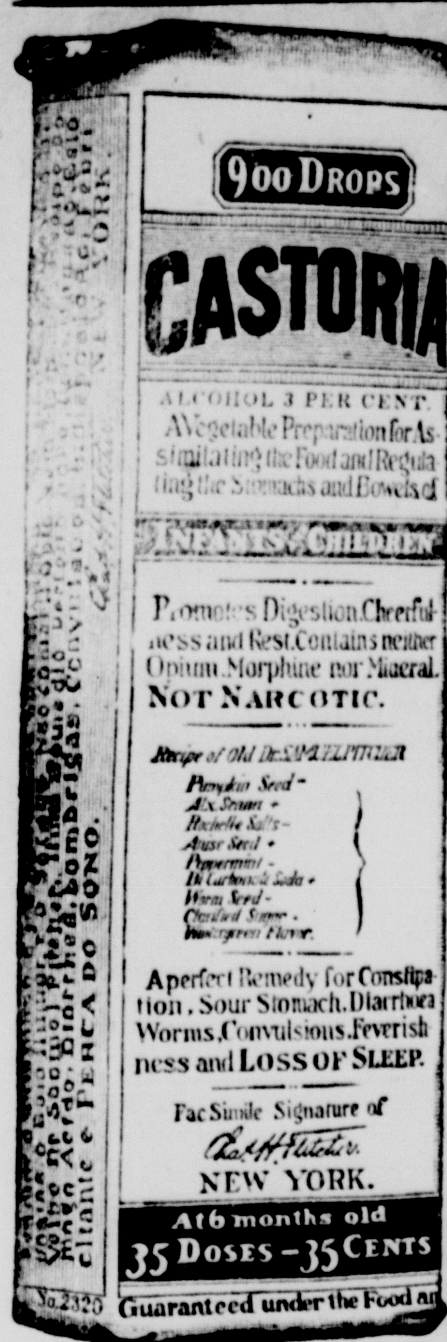 900 DROPS
CASTORIA
ALCOHOL 3 PER CENT.
A Vegetable Preparation for As-
similating the Food and Regula-
ting the Stomachs and Bowels of
INFANTS & CHILDREN
Promotes Digestion.Cheerful-
ness and Rest.Contains neither
Opium.Morphine nor Mineral.
NOT NARCOTIC.
Recipe of Old Dr. SAMUEL PITCHER
Pumpkin Seed -
Alx. Senna +
Rochelle Salts -
Anise Seed +
Peppermint -
Bi Carbonate Soda +
Worm Seed -
Clarified Sugar .
Wintergreen Flavor.
A perfect Remedy for Constipa-
tion, Sour Stomach.Diarrhoea
Worms,Convulsions.Feverish
ness and LOSS OF SLEEP.
Fac Simile Signature of
Chas. H. Fletcher.
NEW YORK.
At 6 months old
35 DOSES - 35 CENTS
Guaranteed under the Food an
No. 2320
NEW YORK.
citante e PERCA DO SONO.